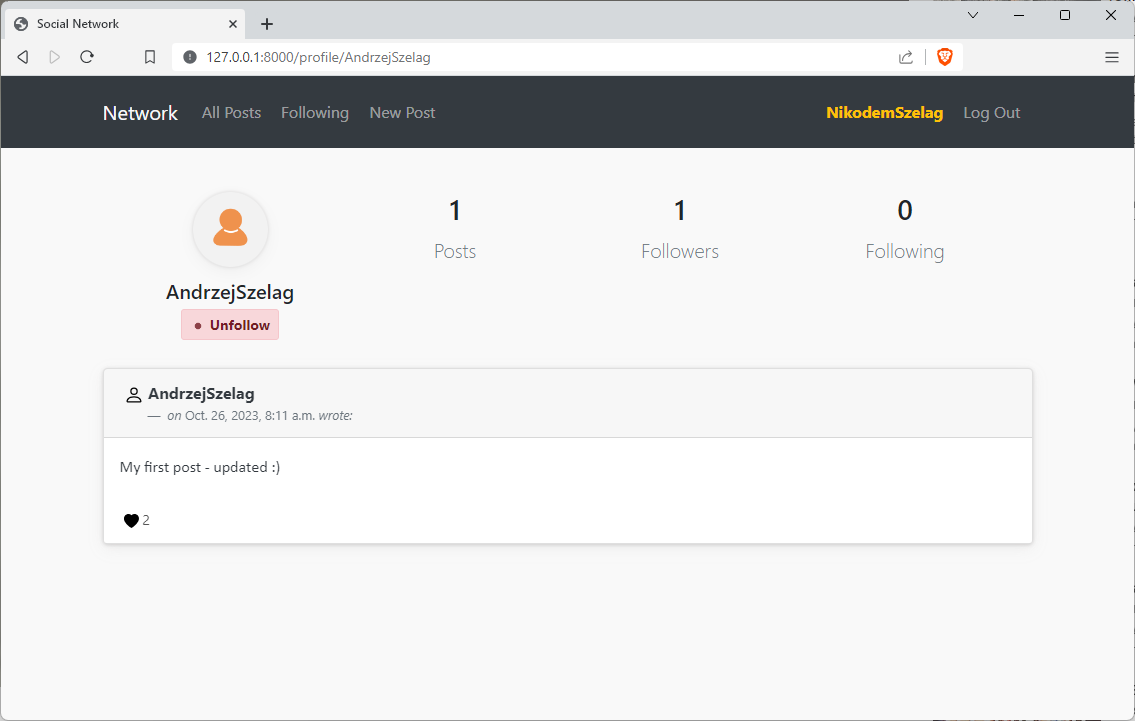 Social Network
127.0.0.1:8000/profile/AndrzejSzelag
Network All Posts Following New Post NikodemSzelag Log Out
1 1 0
Posts Followers Following
AndrzejSzelag
● Unfollow
AndrzejSzelag
— on Oct. 26, 2023, 8:11 a.m. wrote:
My first post - updated :)
2